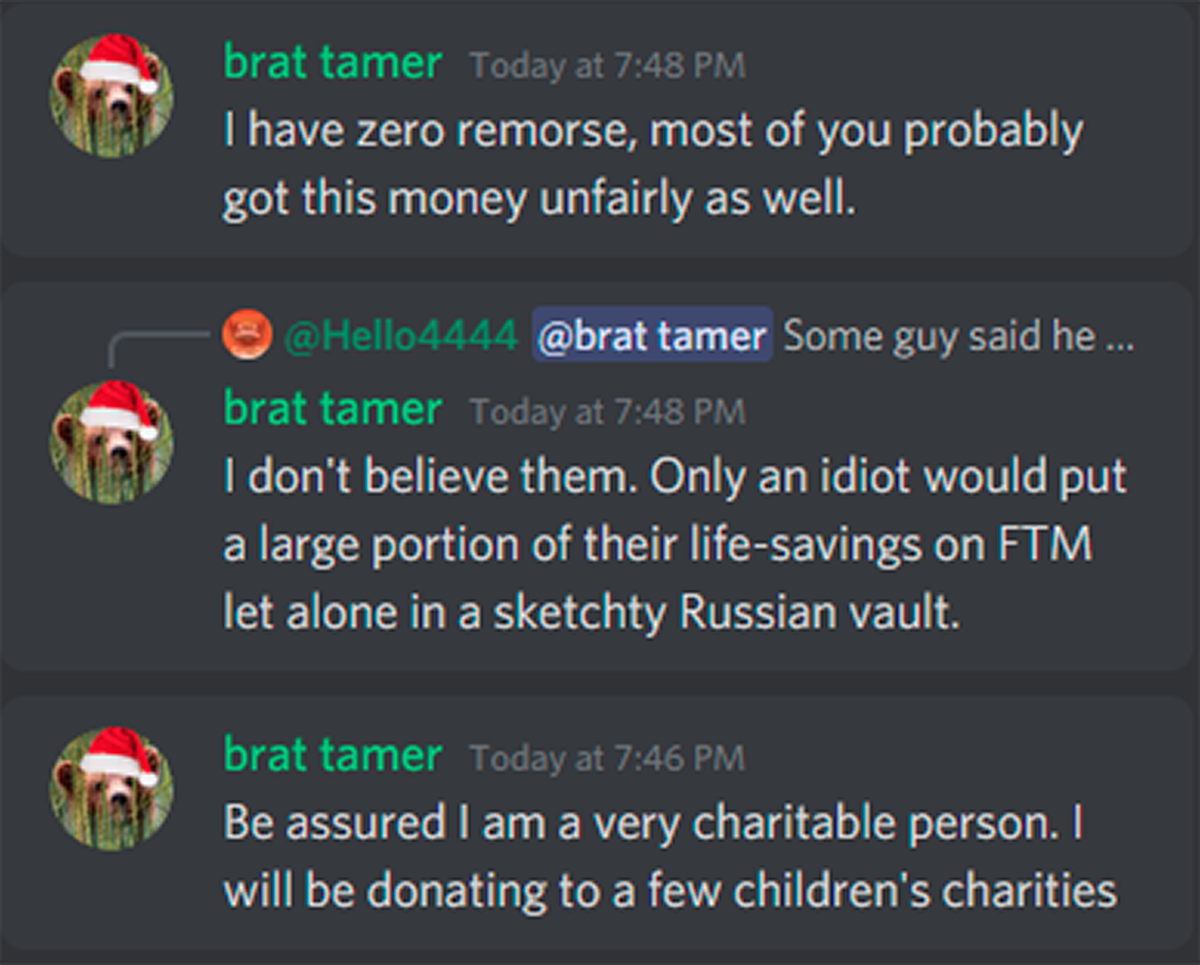 brat tamer Today at 7:48 PM
I have zero remorse, most of you probably
got this money unfairly as well.
@Hello4444 @brat tamer Some guy said he ...
brat tamer Today at 7:48 PM
I don't believe them. Only an idiot would put
a large portion of their life-savings on FTM
let alone in a sketchty Russian vault.
brat tamer Today at 7:46 PM
Be assured I am a very charitable person. I
will be donating to a few children's charities